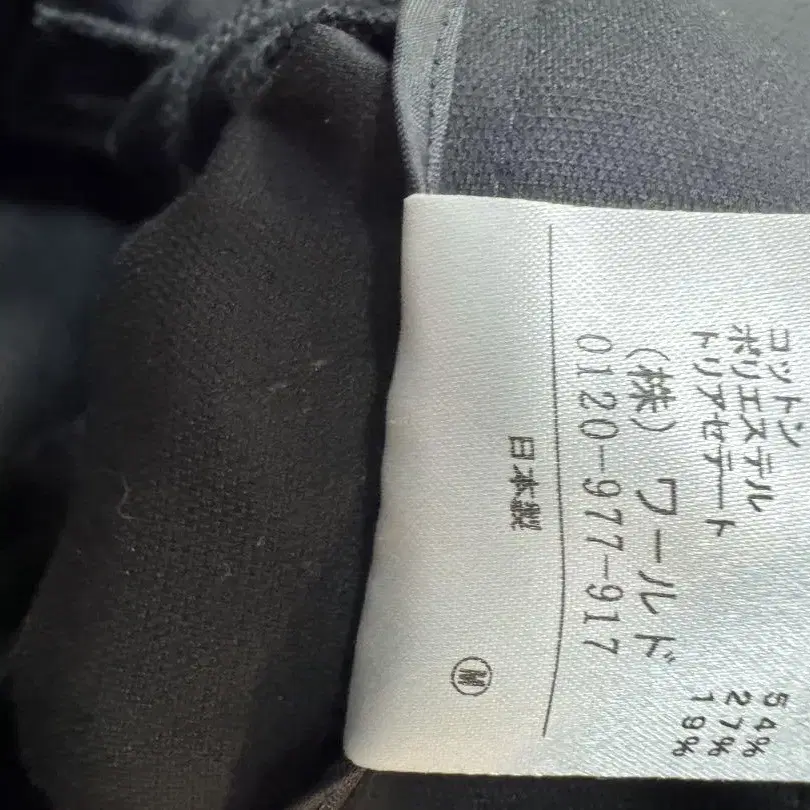 コットン 54%
ポリエステル 27%
トリアセテート 19%
(株) ワールド
0120-977-917
日本製
M